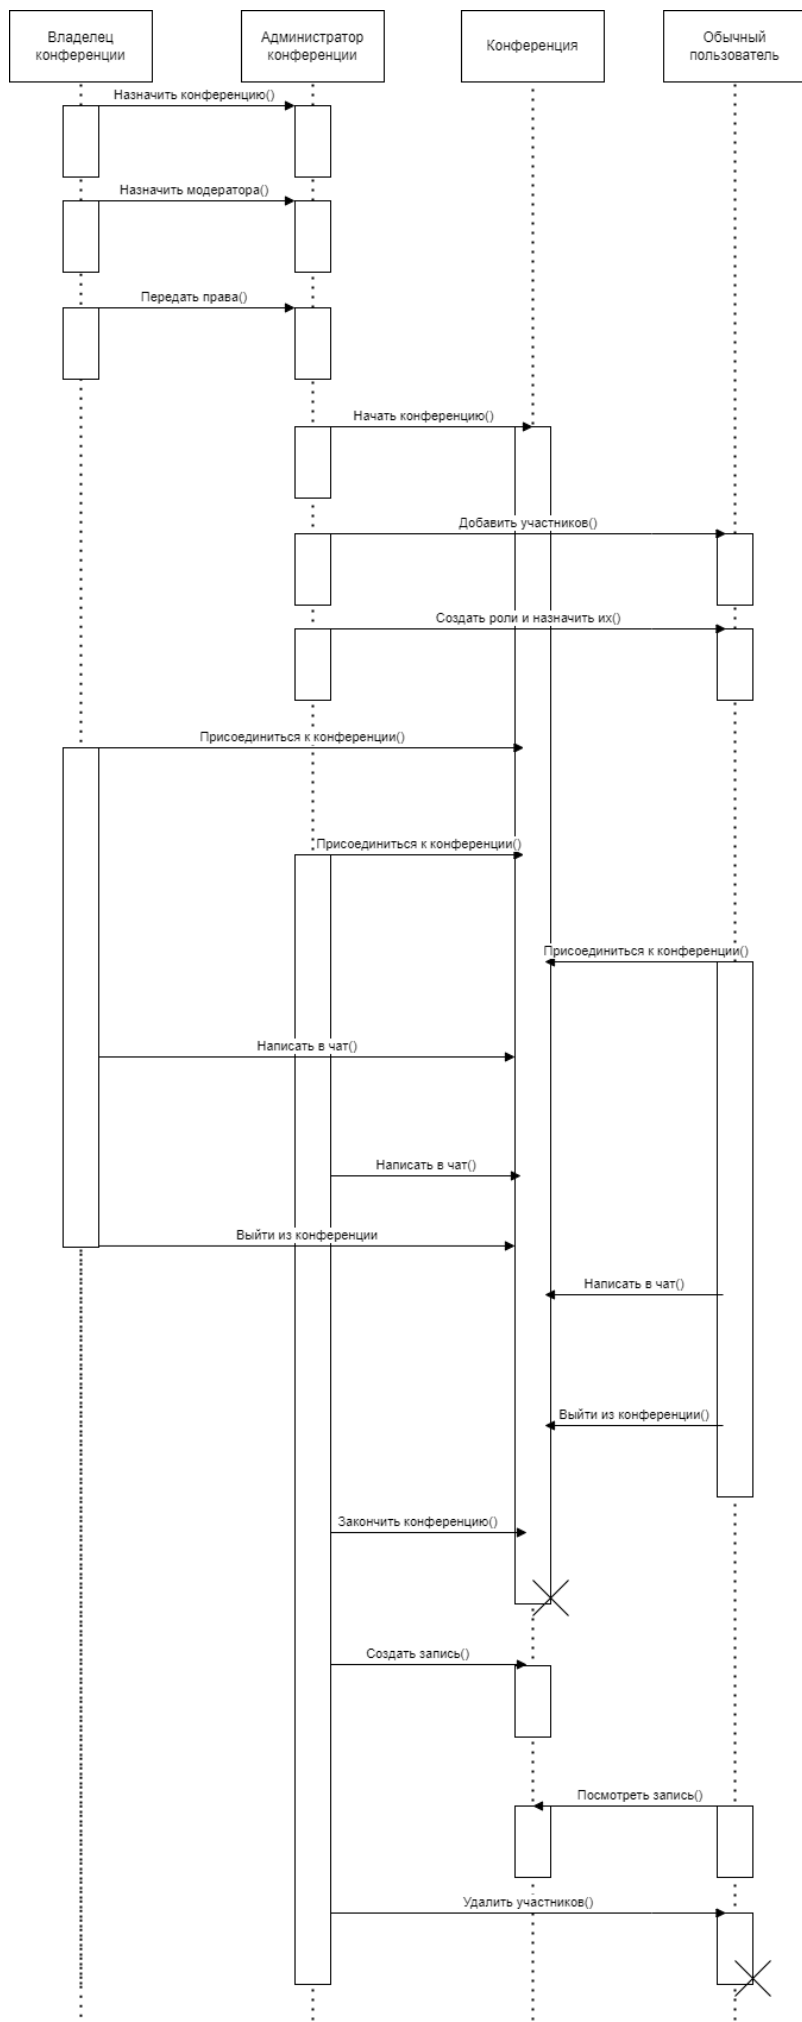 Владелец
конференции
Администратор
конференции
Конференция
Обычный
пользователь
Назначить конференцию()
Назначить модератора()
Передать права()
Начать конференцию()
Добавить участников()
Создать роли и назначить их()
Присоединиться к конференции()
Присоединиться к конференции()
Присоединиться к конференции()
Написать в чат()
Написать в чат()
Выйти из конференции
Написать в чат()
Выйти из конференции()
Закончить конференцию()
Создать запись()
Посмотреть запись()
Удалить участников()